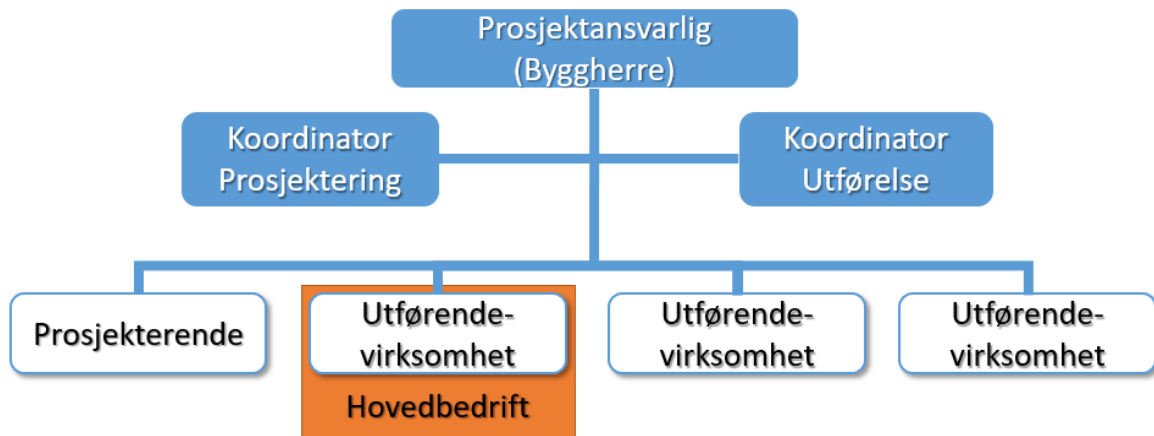 Prosjektansvarlig
(Byggherre)
Koordinator
Prosjektering
Koordinator
Utførelse
Prosjekterende
Utførende-
virksomhet
Hovedbedrift
Utførende-
virksomhet
Utførende-
virksomhet